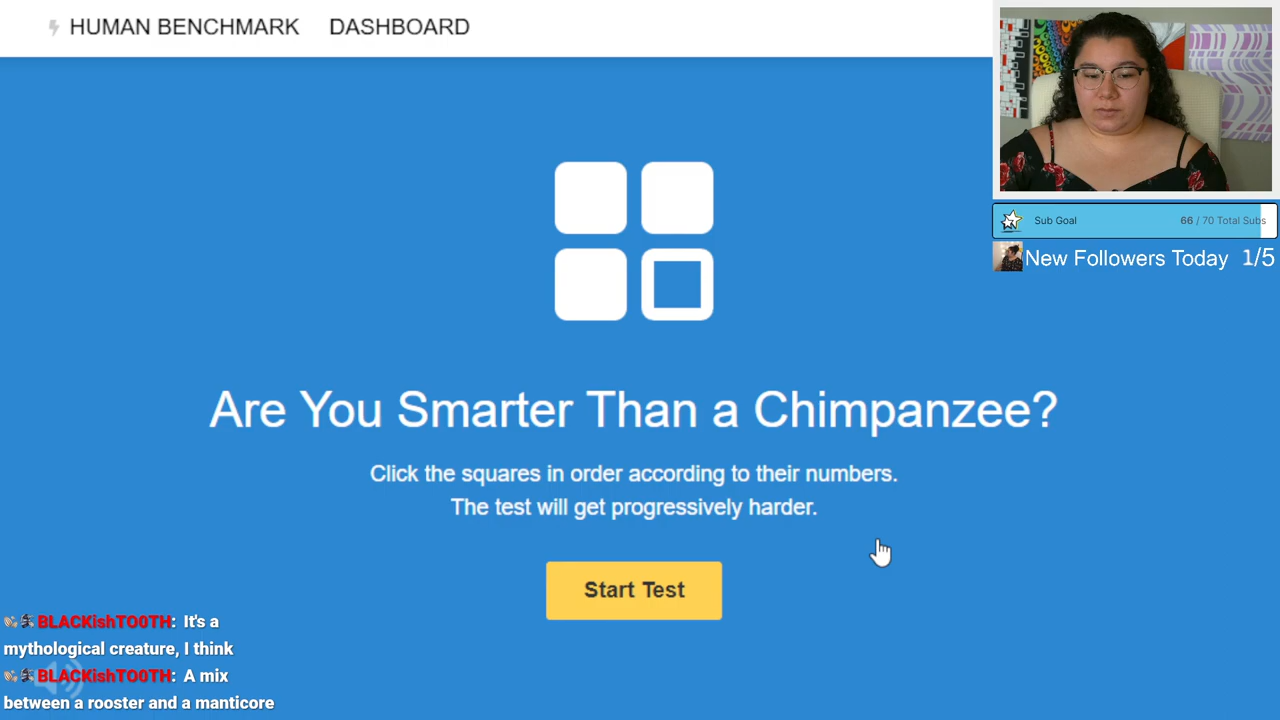 HUMAN BENCHMARK DASHBOARD
Sub Goal 66 / 70 Total Subs
New Followers Today 1/5
Are You Smarter Than a Chimpanzee?
Click the squares in order according to their numbers.
The test will get progressively harder.
Start Test
BLACKishTO0TH: It's a
mythological creature, I think
BLACKishTO0TH: A mix
between a rooster and a manticore